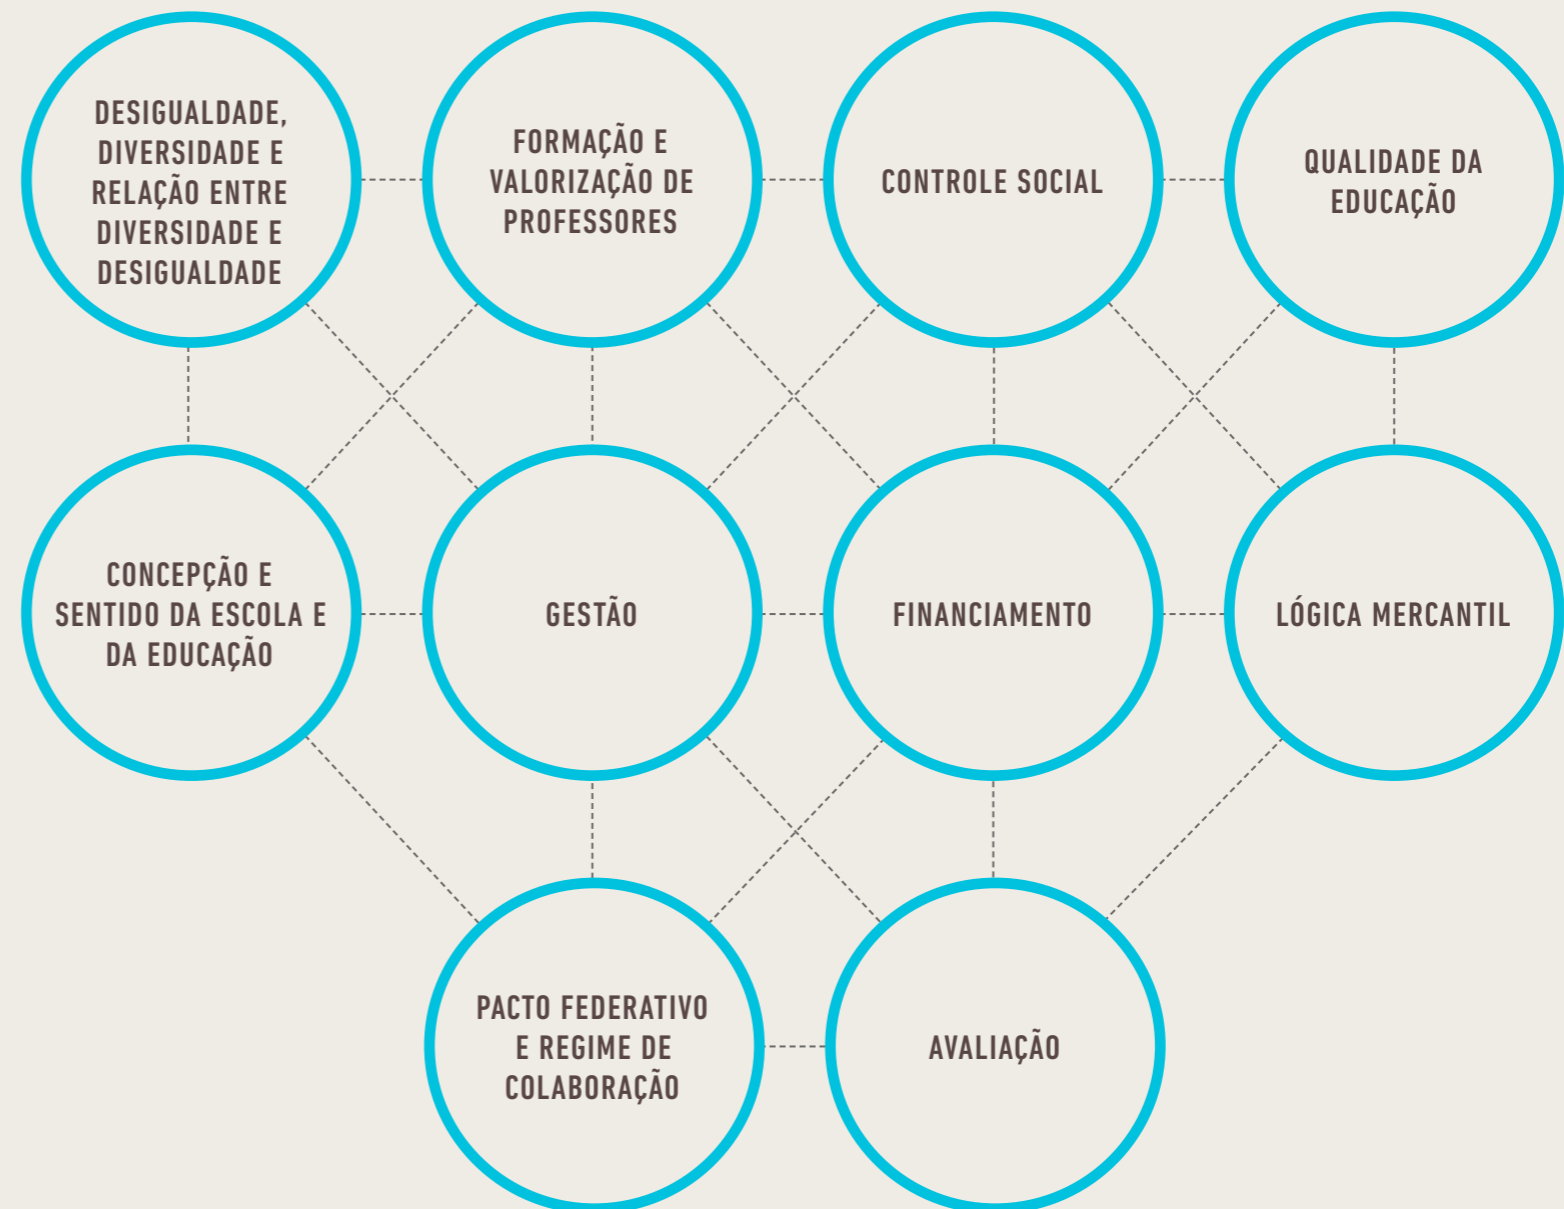 DESIGUALDADE,
DIVERSIDADE E
RELAÇÃO ENTRE
DIVERSIDADE E
DESIGUALDADE
FORMAÇÃO E
VALORIZAÇÃO DE
PROFESSORES
CONTROLE SOCIAL
QUALIDADE DA
EDUCAÇÃO
CONCEPÇÃO E
SENTIDO DA ESCOLA E
DA EDUCAÇÃO
GESTÃO
FINANCIAMENTO
LÓGICA MERCANTIL
PACTO FEDERATIVO
E REGIME DE
COLABORAÇÃO
AVALIAÇÃO